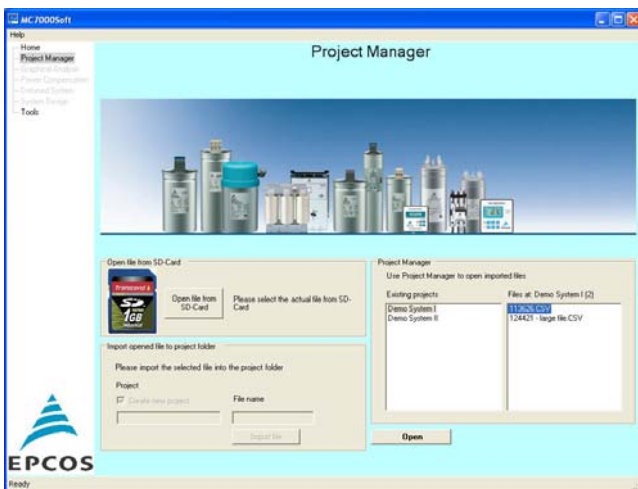 MC7000Soft
Help
Home
Project Manager
Graphical Analysis
Power Compensation
Detuned System
System Design
Tools
Project Manager
Open file from SD-Card
Transcend
SD
1GB
Open file from
SD-Card
Please select the actual file from SD-
Card
Import opened file to project folder
Please import the selected file into the project folder
Project
Create new project
File name
Import file
Project Manager
Use Project Manager to open imported files
Existing projects
Files at: Demo System I (2)
Demo System I
113626.CSV
Demo System II
124421 - large file.CSV
Open
EPCOS
Ready